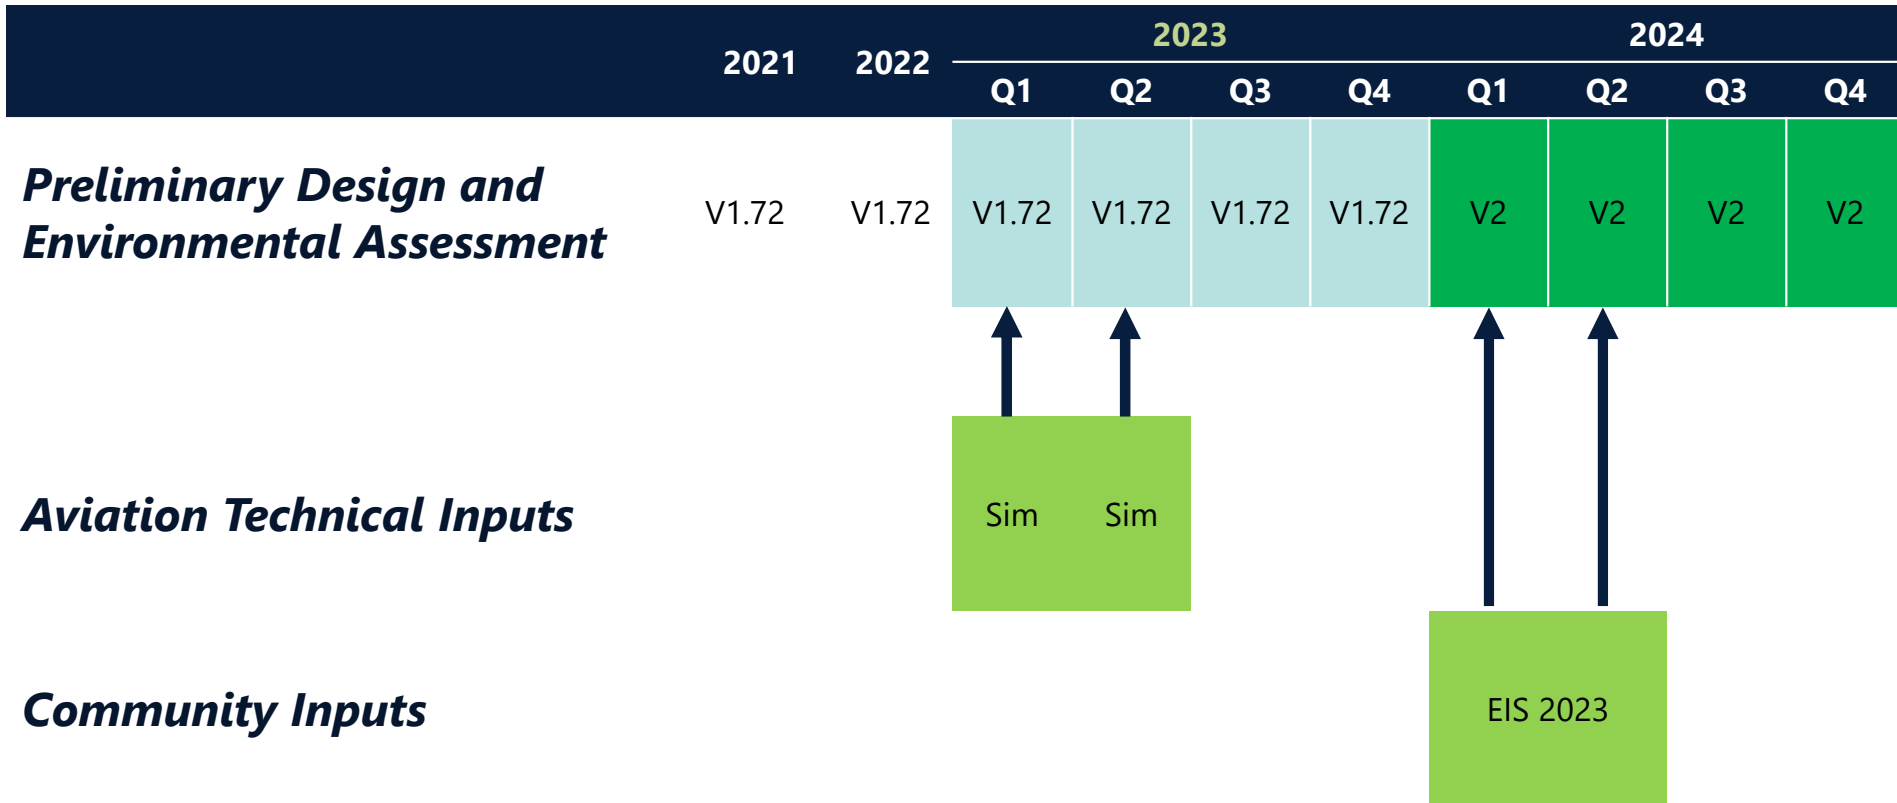 2023 2024
2021 2022
Q1 Q2 Q3 Q4 Q1 Q2 Q3 Q4
Preliminary Design and
Environmental Assessment
V1.72 V1.72 V1.72 V1.72 V1.72 V1.72 V2 V2 V2 V2
Aviation Technical Inputs
Sim Sim
Community Inputs
EIS 2023